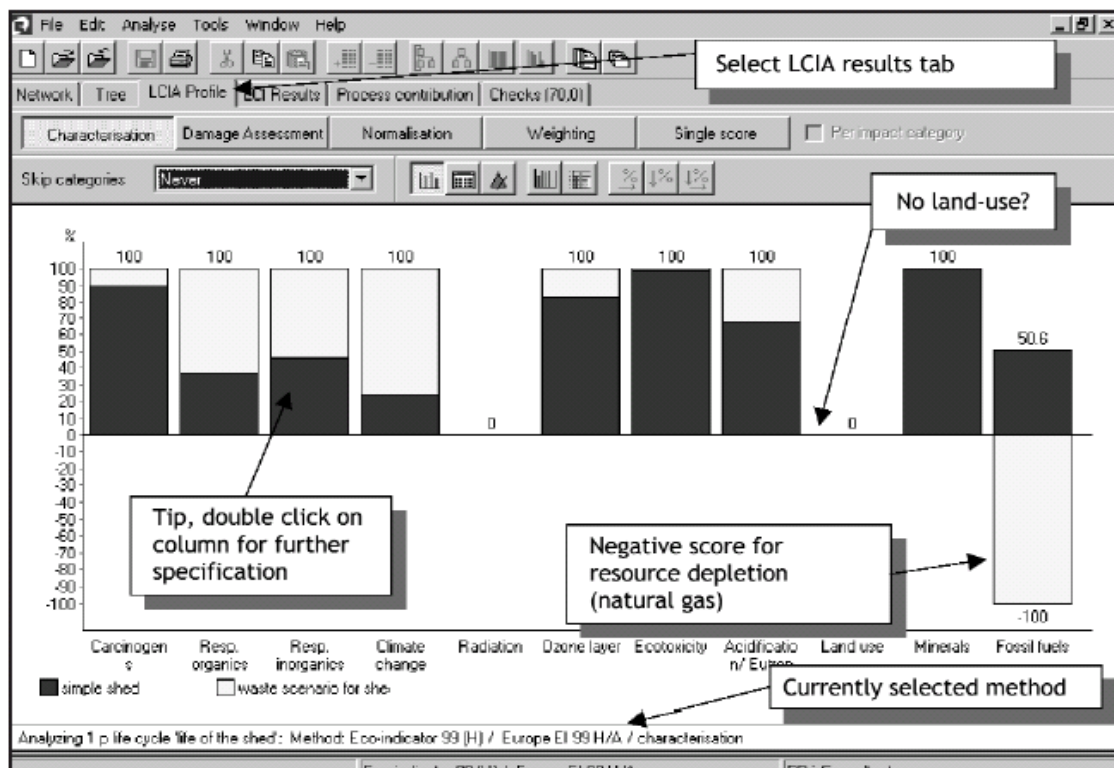 File Edit Analyse Tools Window Help
Select LCIA results tab
Network Tree LCIA Profile LCI Results Process contribution Checks (70,0)
Characterisation Damage Assessment Normalisation Weighting Single score Per impact category
Skip categories Never
No land-use?
%
100 100 100 100 100 100 100 100
50.6
100
90
80
70
60
50
40
30
20
10
0
0 0
-10
-20
-30
-40
-50
-60
-70
-80
-90
-100
-100
Tip, double click on
column for further
specification
Negative score for
resource depletion
(natural gas)
Carcinogen Resp. Resp. Climate Radiation Ozone layer Ecotoxicity Acidificatio Land use Minerals Fossil fuels
s organics inorganics change n/ Eutrop
simple shed waste scenario for she
Currently selected method
Analyzing 1 p life cycle 'life of the shed': Method: Eco-indicator 99 (H) / Europe EI 99 H/A / characterisation